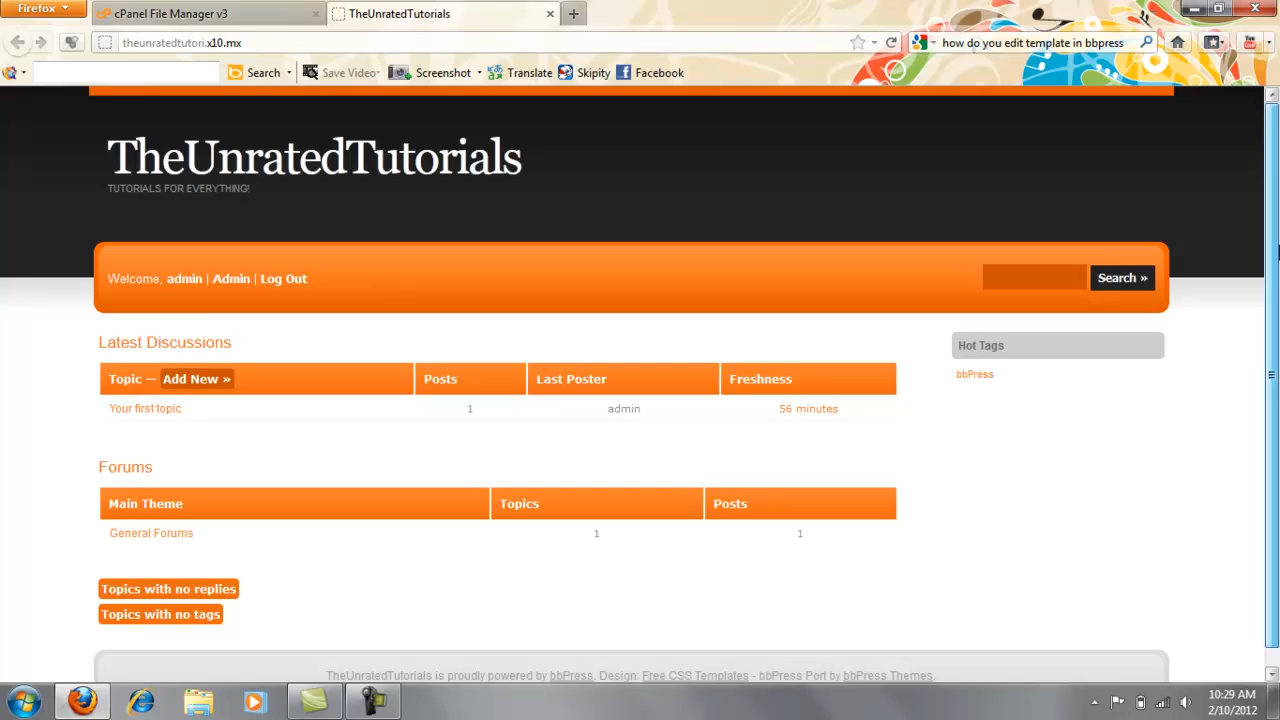 Firefox
cPanel File Manager v3
TheUnratedTutorials
theunratedtutori.x10.mx
how do you edit template in bbpress
Search
Save Video
Screenshot
Translate
Skipity
Facebook
TheUnratedTutorials
TUTORIALS FOR EVERYTHING!
Welcome, admin | Admin | Log Out
Search »
Latest Discussions
Hot Tags
Topic — Add New »
Posts
Last Poster
Freshness
bbPress
Your first topic
1
admin
56 minutes
Forums
Main Theme
Topics
Posts
General Forums
1
1
Topics with no replies
Topics with no tags
TheUnratedTutorials is proudly powered by bbPress. Design: Free CSS Templates - bbPress Port by bbPress Themes.
10:29 AM
2/10/2012